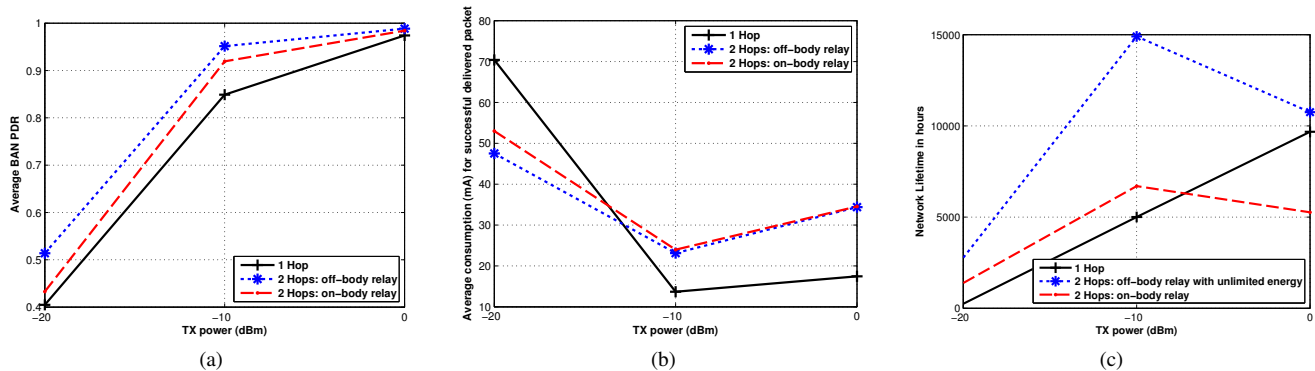 1
0.9
0.8
0.7
0.6
0.5
0.4
−20
−10
0
Average BAN PDR
TX power (dBm)
1 Hop
2 Hops: off−body relay
2 Hops: on−body relay
(a)
80
70
60
50
40
30
20
10
−20
−10
0
Average consumption (mA) for successful delivered packet
TX power (dBm)
1 Hop
2 Hops: off−body relay
2 Hops: on−body relay
(b)
15000
10000
5000
0
−20
−10
0
Network Lifetime in hours
TX power (dBm)
1 Hop
2 Hops: off−body relay with unlimited energy
2 Hops: on−body relay
(c)